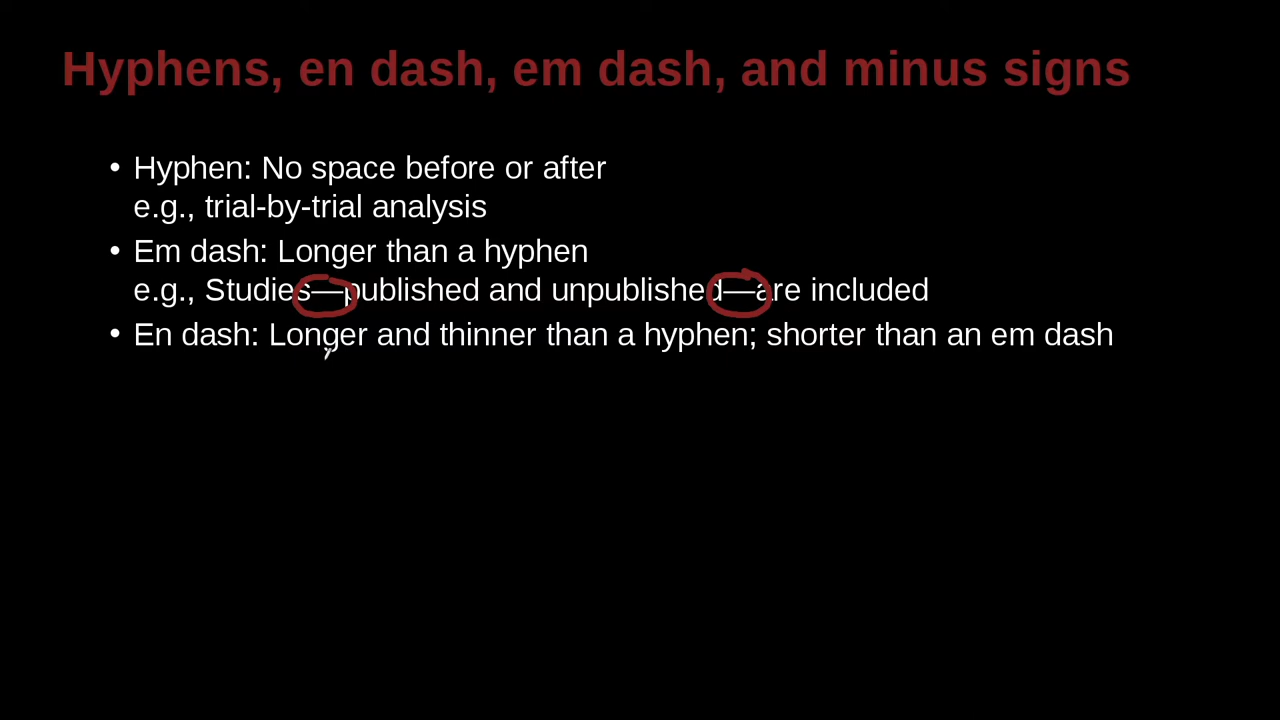 Hyphens, en dash, em dash, and minus signs
• Hyphen: No space before or after
e.g., trial-by-trial analysis
• Em dash: Longer than a hyphen
e.g., Studies—published and unpublished—are included
• En dash: Longer and thinner than a hyphen; shorter than an em dash